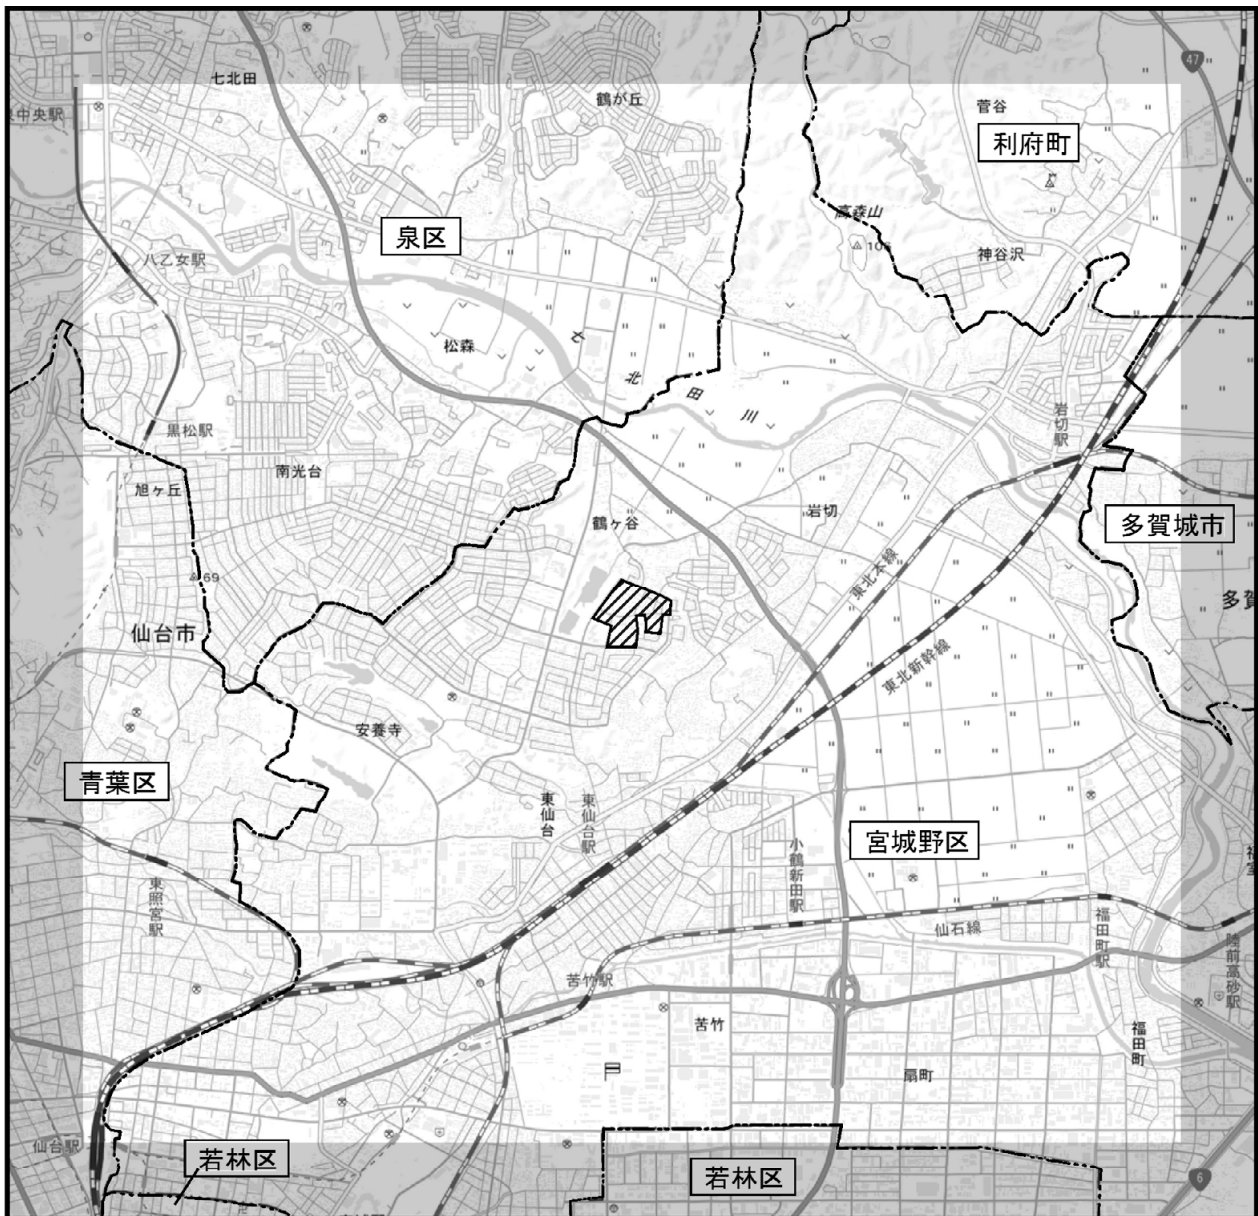 七北田
鶴が丘
47
菅谷
泉中央駅
利府町
高森山
106
泉区
神谷沢
八乙女駅
松森
七北田川
岩切駅
黒松駅
南光台
旭ヶ丘
鶴ヶ谷
岩切
多賀城市
69
東北本線
多賀
仙台市
東北新幹線
安養寺
青葉区
東仙台
東仙台駅
小鶴新田駅
宮城野区
東照宮駅
仙石線
福田町駅
陸前高砂駅
苦竹駅
苦竹
福田町
扇町
仙台駅
若林区
若林区
6